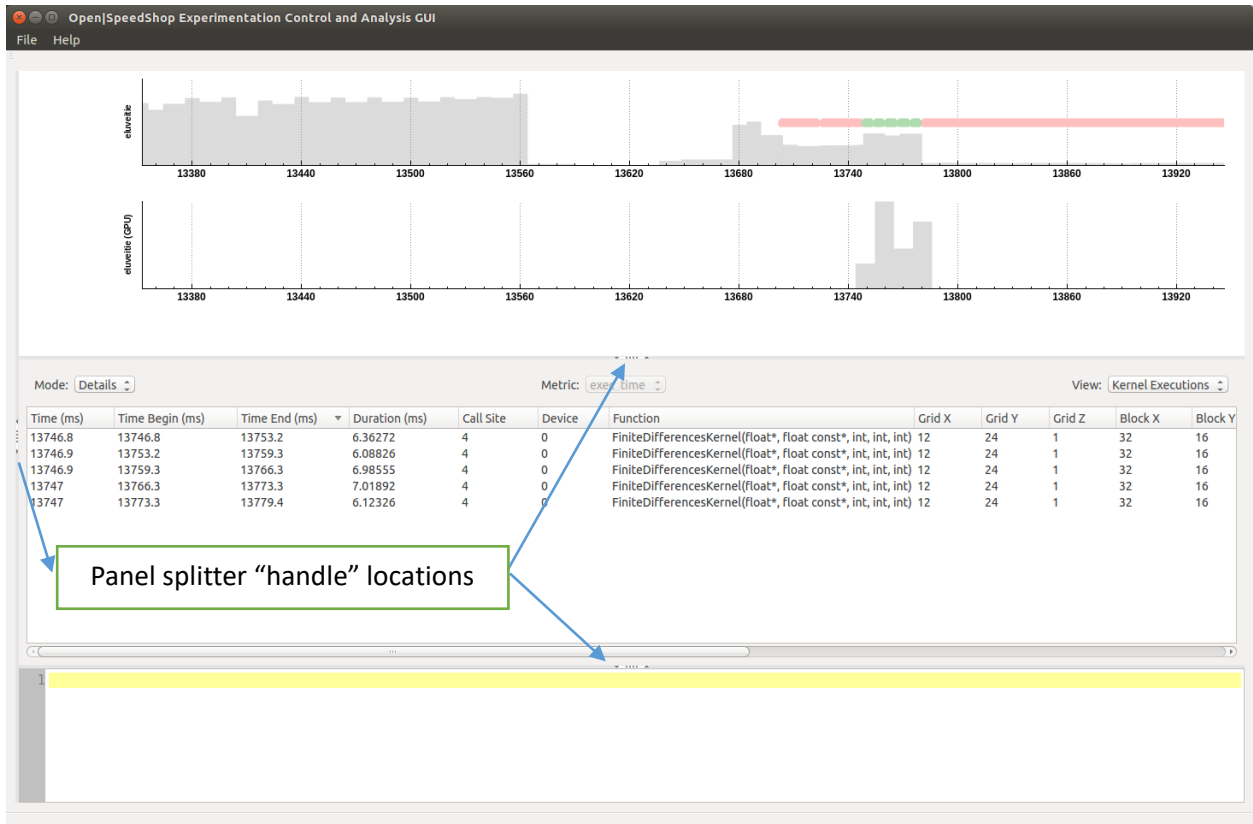 Open|SpeedShop Experimentation Control and Analysis GUI
File Help
eluveitie
13380 13440 13500 13560 13620 13680 13740 13800 13860 13920
eluveitie (GPU)
13380 13440 13500 13560 13620 13680 13740 13800 13860 13920
Mode: Details Metric: exec_time View: Kernel Executions
Time (ms) Time Begin (ms) Time End (ms) Duration (ms) Call Site Device Function Grid X Grid Y Grid Z Block X Block Y
13746.8 13746.8 13753.2 6.36272 4 0 FiniteDifferencesKernel(float*, float const*, int, int, int) 12 24 1 32 16
13746.9 13753.2 13759.3 6.08826 4 0 FiniteDifferencesKernel(float*, float const*, int, int, int) 12 24 1 32 16
13746.9 13759.3 13766.3 6.98555 4 0 FiniteDifferencesKernel(float*, float const*, int, int, int) 12 24 1 32 16
13747 13766.3 13773.3 7.01892 4 0 FiniteDifferencesKernel(float*, float const*, int, int, int) 12 24 1 32 16
13747 13773.3 13779.4 6.12326 4 0 FiniteDifferencesKernel(float*, float const*, int, int, int) 12 24 1 32 16
Panel splitter “handle” locations
1